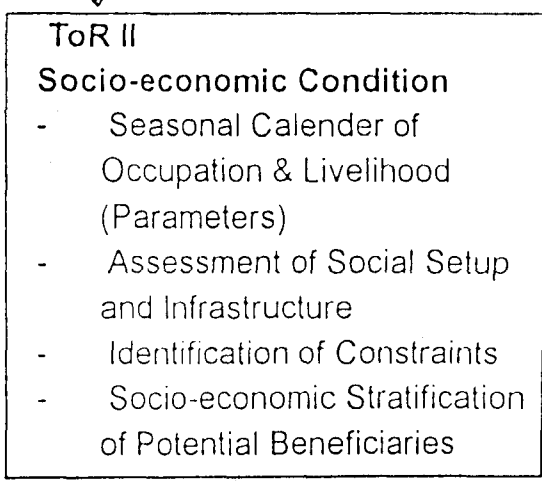 ToR II
Socio-economic Condition
- Seasonal Calender of
Occupation & Livelihood
(Parameters)
- Assessment of Social Setup
and Infrastructure
- Identification of Constraints
- Socio-economic Stratification
of Potential Beneficiaries